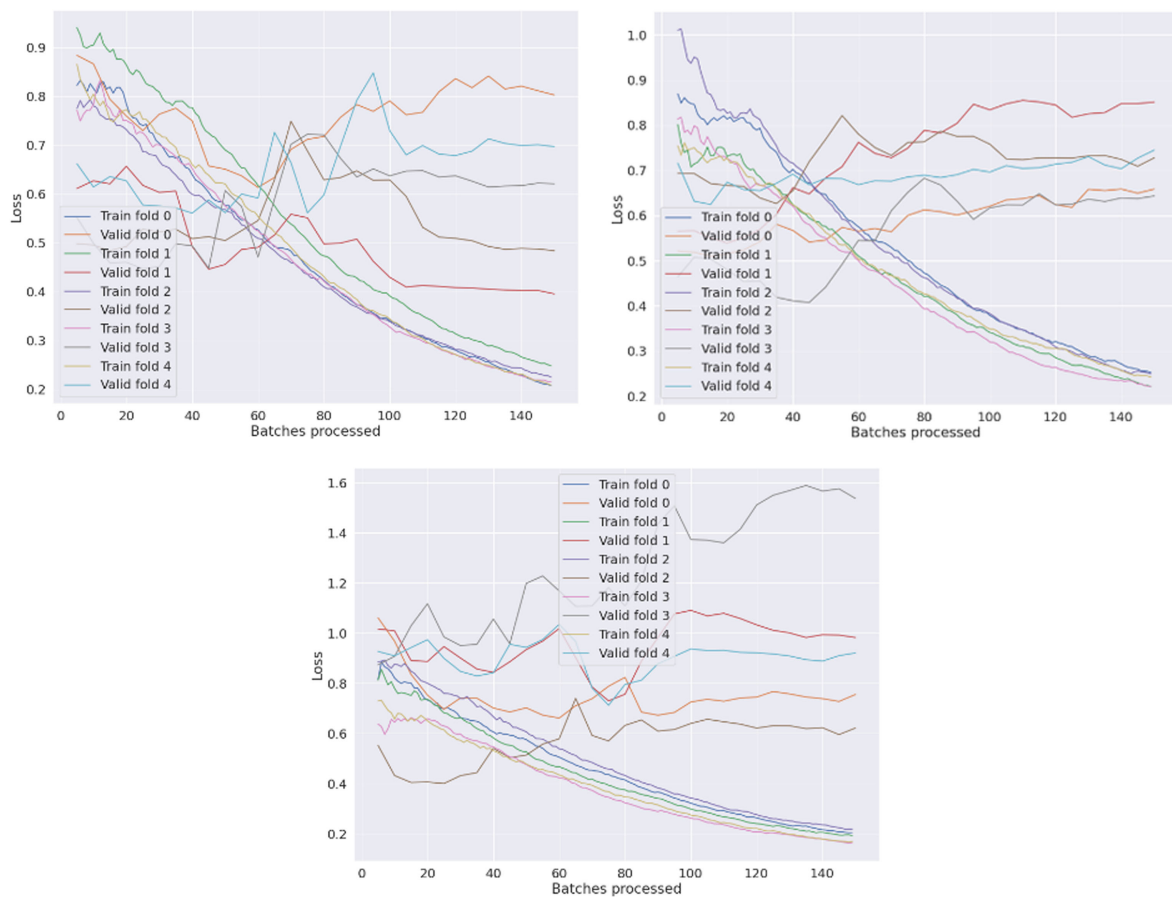 0.9
0.8
0.7
0.6
0.5
0.4
0.3
0.2
Loss
Train fold 0
Valid fold 0
Train fold 1
Valid fold 1
Train fold 2
Valid fold 2
Train fold 3
Valid fold 3
Train fold 4
Valid fold 4
0 20 40 60 80 100 120 140
Batches processed
1.0
0.9
0.8
0.7
0.6
0.5
0.4
0.3
0.2
Loss
Train fold 0
Valid fold 0
Train fold 1
Valid fold 1
Train fold 2
Valid fold 2
Train fold 3
Valid fold 3
Train fold 4
Valid fold 4
0 20 40 60 80 100 120 140
Batches processed
1.6
1.4
1.2
1.0
0.8
0.6
0.4
0.2
Loss
Train fold 0
Valid fold 0
Train fold 1
Valid fold 1
Train fold 2
Valid fold 2
Train fold 3
Valid fold 3
Train fold 4
Valid fold 4
0 20 40 60 80 100 120 140
Batches processed